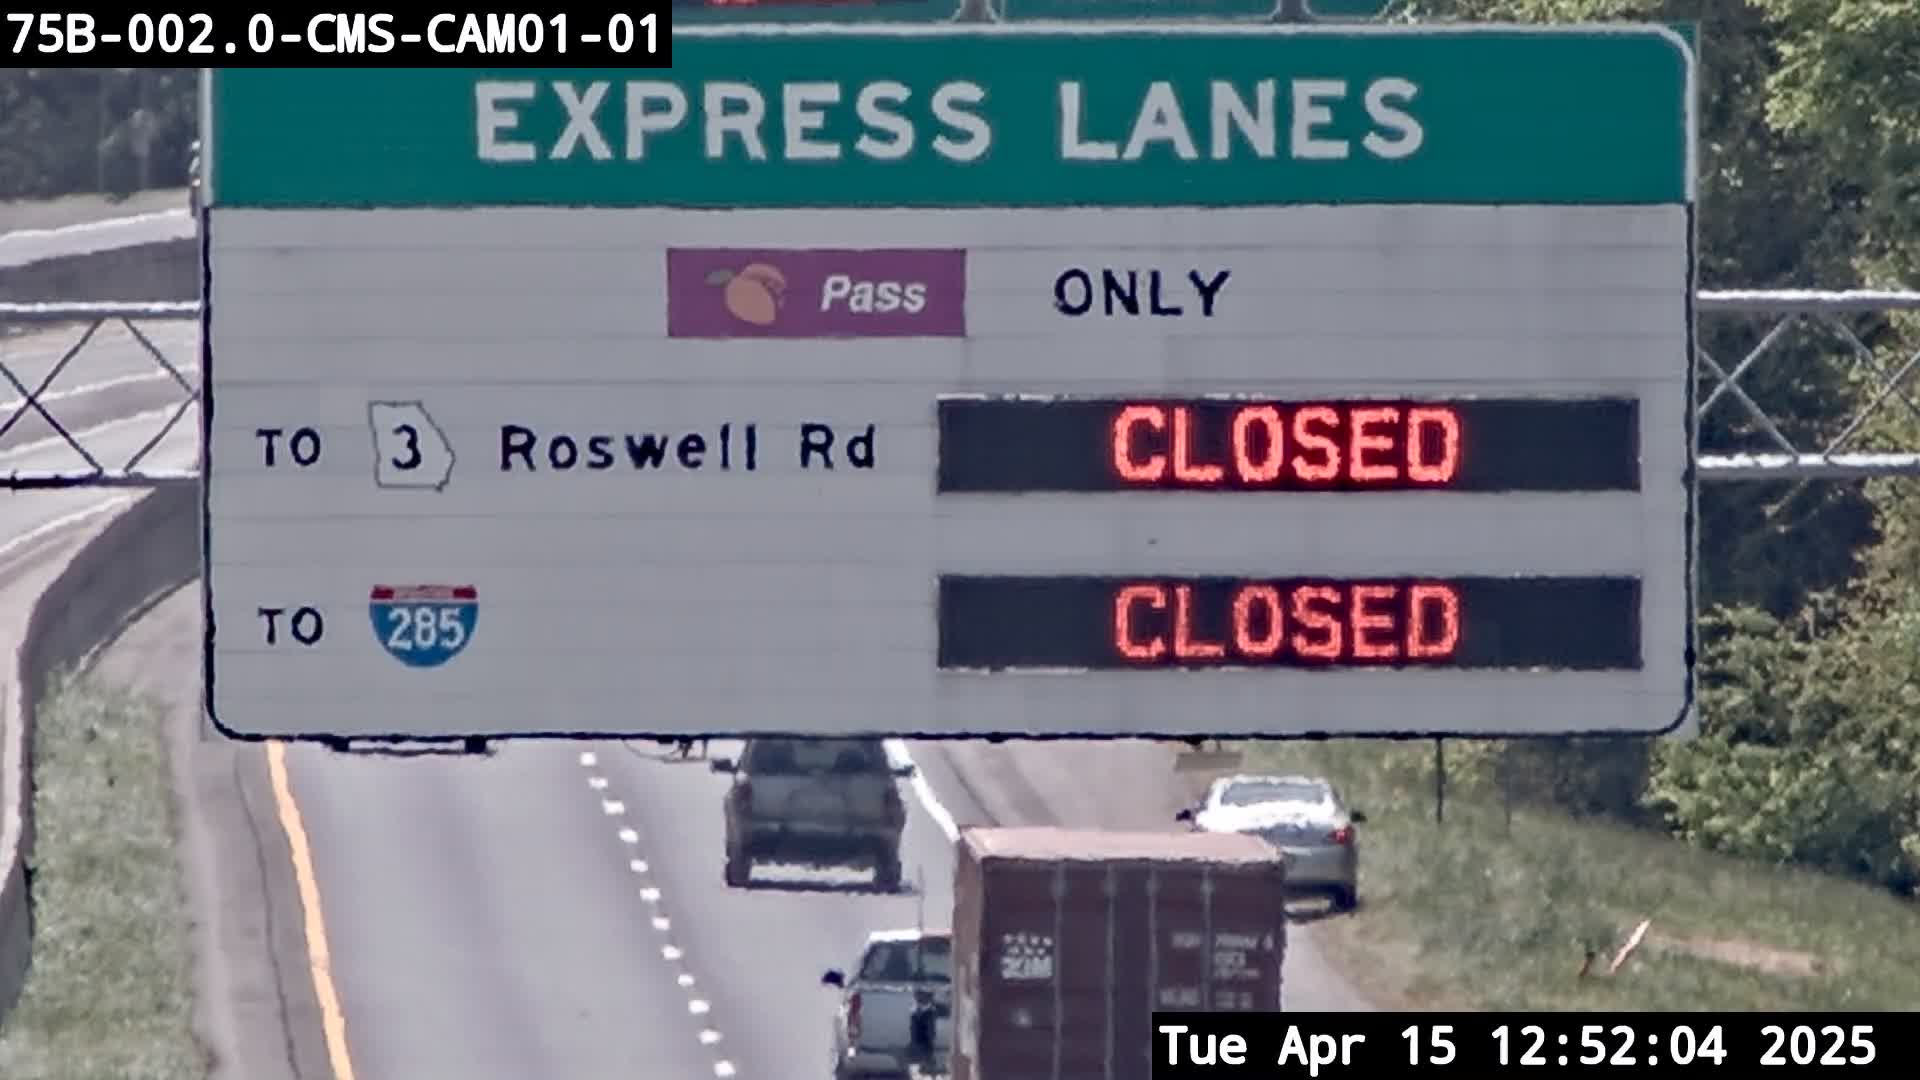 75B-002.0-CMS-CAM01-01
EXPRESS LANES
Pass ONLY
TO 3 Roswell Rd CLOSED
TO 285 CLOSED
Tue Apr 15 12:52:04 2025